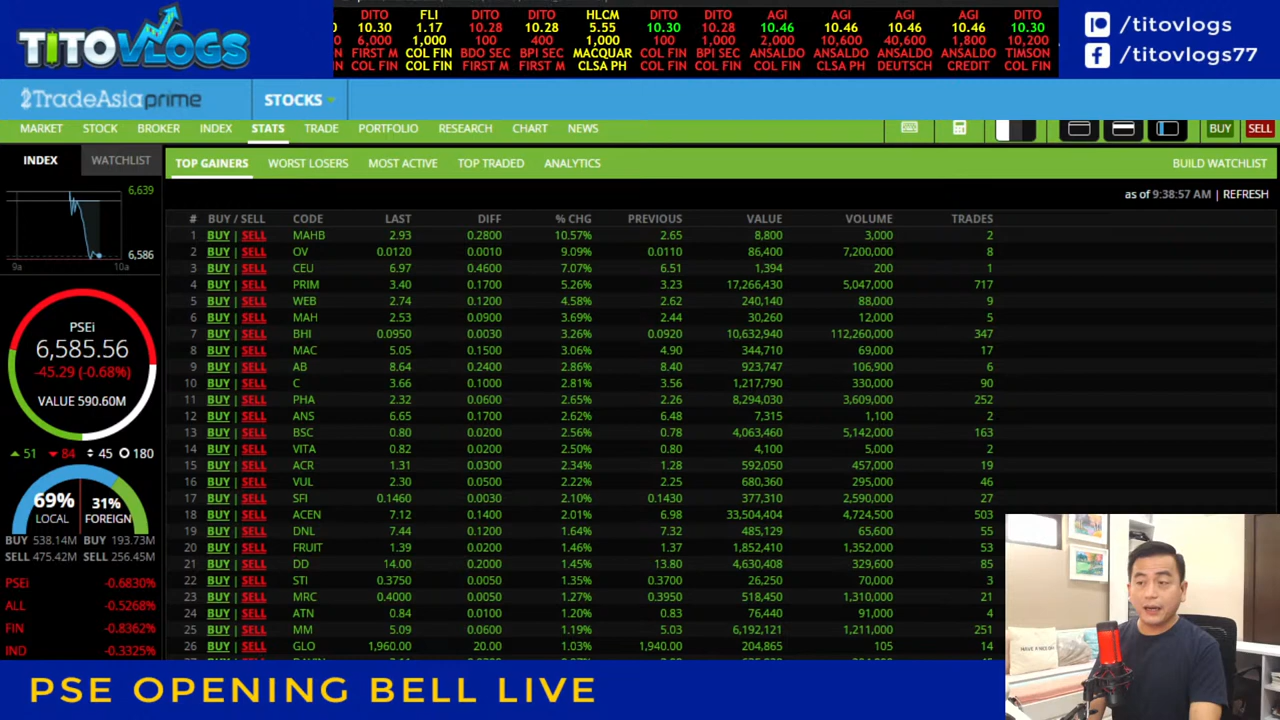 TITOVLOGS
DITO FLI DITO DITO HLCM DITO DITO AGI AGI AGI AGI DITO
10.30 1.17 10.28 10.28 5.55 10.30 10.28 10.46 10.46 10.46 10.46 10.30
6,000 1,000 100 400 1,000 100 1,000 2,000 10,600 40,600 1,800 10,200
FIRST M COL FIN BDO SEC BPI SEC MACQUAR COL FIN BPI SEC ANSALDO ANSALDO ANSALDO ANSALDO TIMSON
COL FIN COL FIN FIRST M FIRST M CLSA PH COL FIN COL FIN ANSALDO CLSA PH DEUTSCH CREDIT COL FIN
/titovlogs
/titovlogs77
2TradeAsiaprime STOCKS
MARKET STOCK BROKER INDEX STATS TRADE PORTFOLIO RESEARCH CHART NEWS BUY SELL
INDEX WATCHLIST TOP GAINERS WORST LOSERS MOST ACTIVE TOP TRADED ANALYTICS BUILD WATCHLIST
as of 9:38:57 AM | REFRESH
6,639
6,586
9a 10a
PSEi
6,585.56
-45.29 (-0.68%)
VALUE 590.60M
51 84 45 180
69% 31%
LOCAL FOREIGN
BUY 538.14M BUY 193.73M
SELL 475.42M SELL 256.45M
PSEi -0.6830%
ALL -0.5268%
FIN -0.8362%
IND -0.3325%
# BUY / SELL CODE LAST DIFF % CHG PREVIOUS VALUE VOLUME TRADES
1 BUY | SELL MAHB 2.93 0.2800 10.57% 2.65 8,800 3,000 2
2 BUY | SELL OV 0.0120 0.0010 9.09% 0.0110 86,400 7,200,000 8
3 BUY | SELL CEU 6.97 0.4600 7.07% 6.51 1,394 200 1
4 BUY | SELL PRIM 3.40 0.1700 5.26% 3.23 17,266,430 5,047,000 717
5 BUY | SELL WEB 2.74 0.1200 4.58% 2.62 240,140 88,000 9
6 BUY | SELL MAH 2.53 0.0900 3.69% 2.44 30,260 12,000 5
7 BUY | SELL BHI 0.0950 0.0030 3.26% 0.0920 10,632,940 112,260,000 347
8 BUY | SELL MAC 5.05 0.1500 3.06% 4.90 344,710 69,000 17
9 BUY | SELL AB 8.64 0.2400 2.86% 8.40 923,747 106,900 6
10 BUY | SELL C 3.66 0.1000 2.81% 3.56 1,217,790 330,000 90
11 BUY | SELL PHA 2.32 0.0600 2.65% 2.26 8,294,030 3,609,000 252
12 BUY | SELL ANS 6.65 0.1700 2.62% 6.48 7,315 1,100 2
13 BUY | SELL BSC 0.80 0.0200 2.56% 0.78 4,063,460 5,142,000 163
14 BUY | SELL VITA 0.82 0.0200 2.50% 0.80 4,100 5,000 2
15 BUY | SELL ACR 1.31 0.0300 2.34% 1.28 592,050 457,000 19
16 BUY | SELL VUL 2.30 0.0500 2.22% 2.25 680,360 295,000 46
17 BUY | SELL SFI 0.1460 0.0030 2.10% 0.1430 377,310 2,590,000 27
18 BUY | SELL ACEN 7.12 0.1400 2.01% 6.98 33,504,404 4,724,500 503
19 BUY | SELL DNL 7.44 0.1200 1.64% 7.32 485,129 65,600 55
20 BUY | SELL FRUIT 1.39 0.0200 1.46% 1.37 1,852,410 1,352,000 53
21 BUY | SELL DD 14.00 0.2000 1.45% 13.80 4,630,408 329,600 85
22 BUY | SELL STI 0.3750 0.0050 1.35% 0.3700 26,250 70,000 3
23 BUY | SELL MRC 0.4000 0.0050 1.27% 0.3950 518,450 1,310,000 21
24 BUY | SELL ATN 0.84 0.0100 1.20% 0.83 76,440 91,000 4
25 BUY | SELL MM 5.09 0.0600 1.19% 5.03 6,192,121 1,211,000 251
26 BUY | SELL GLO 1,960.00 20.00 1.03% 1,940.00 204,865 105 14
PSE OPENING BELL LIVE